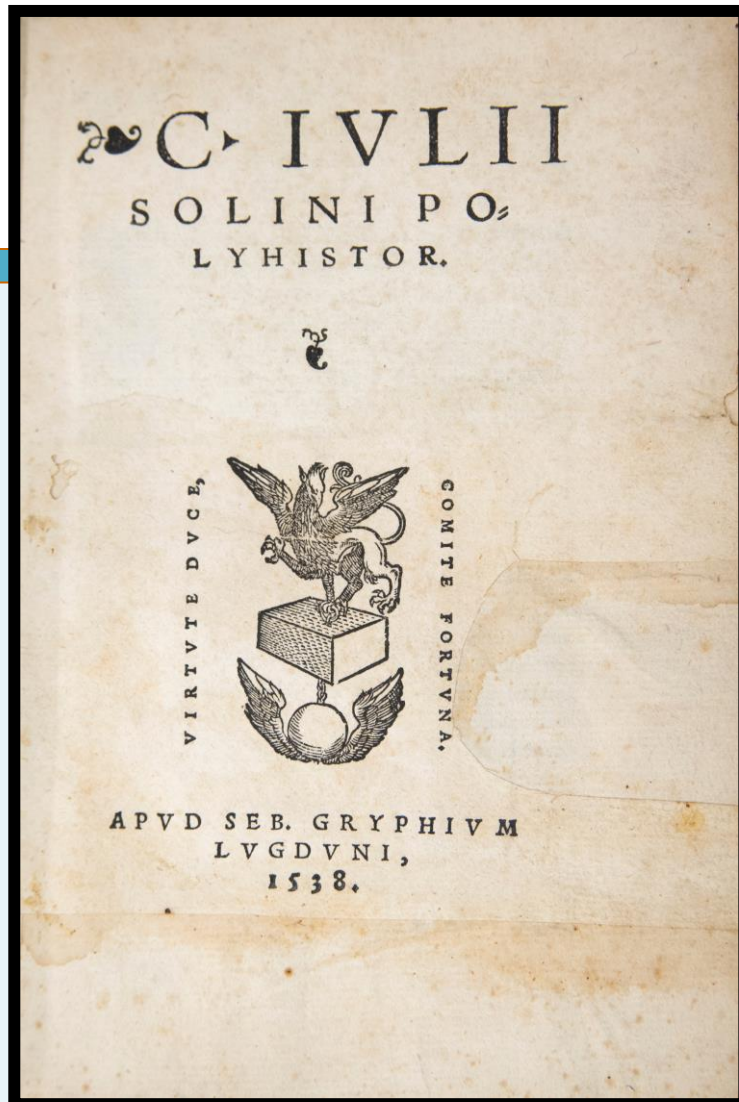 C. IVLII
SOLINI PO=
LYHISTOR.
VIRTVTE DVCE,
COMITE FORTVNA.
APVD SEB. GRYPHIVM
LVGDVNI,
1538.